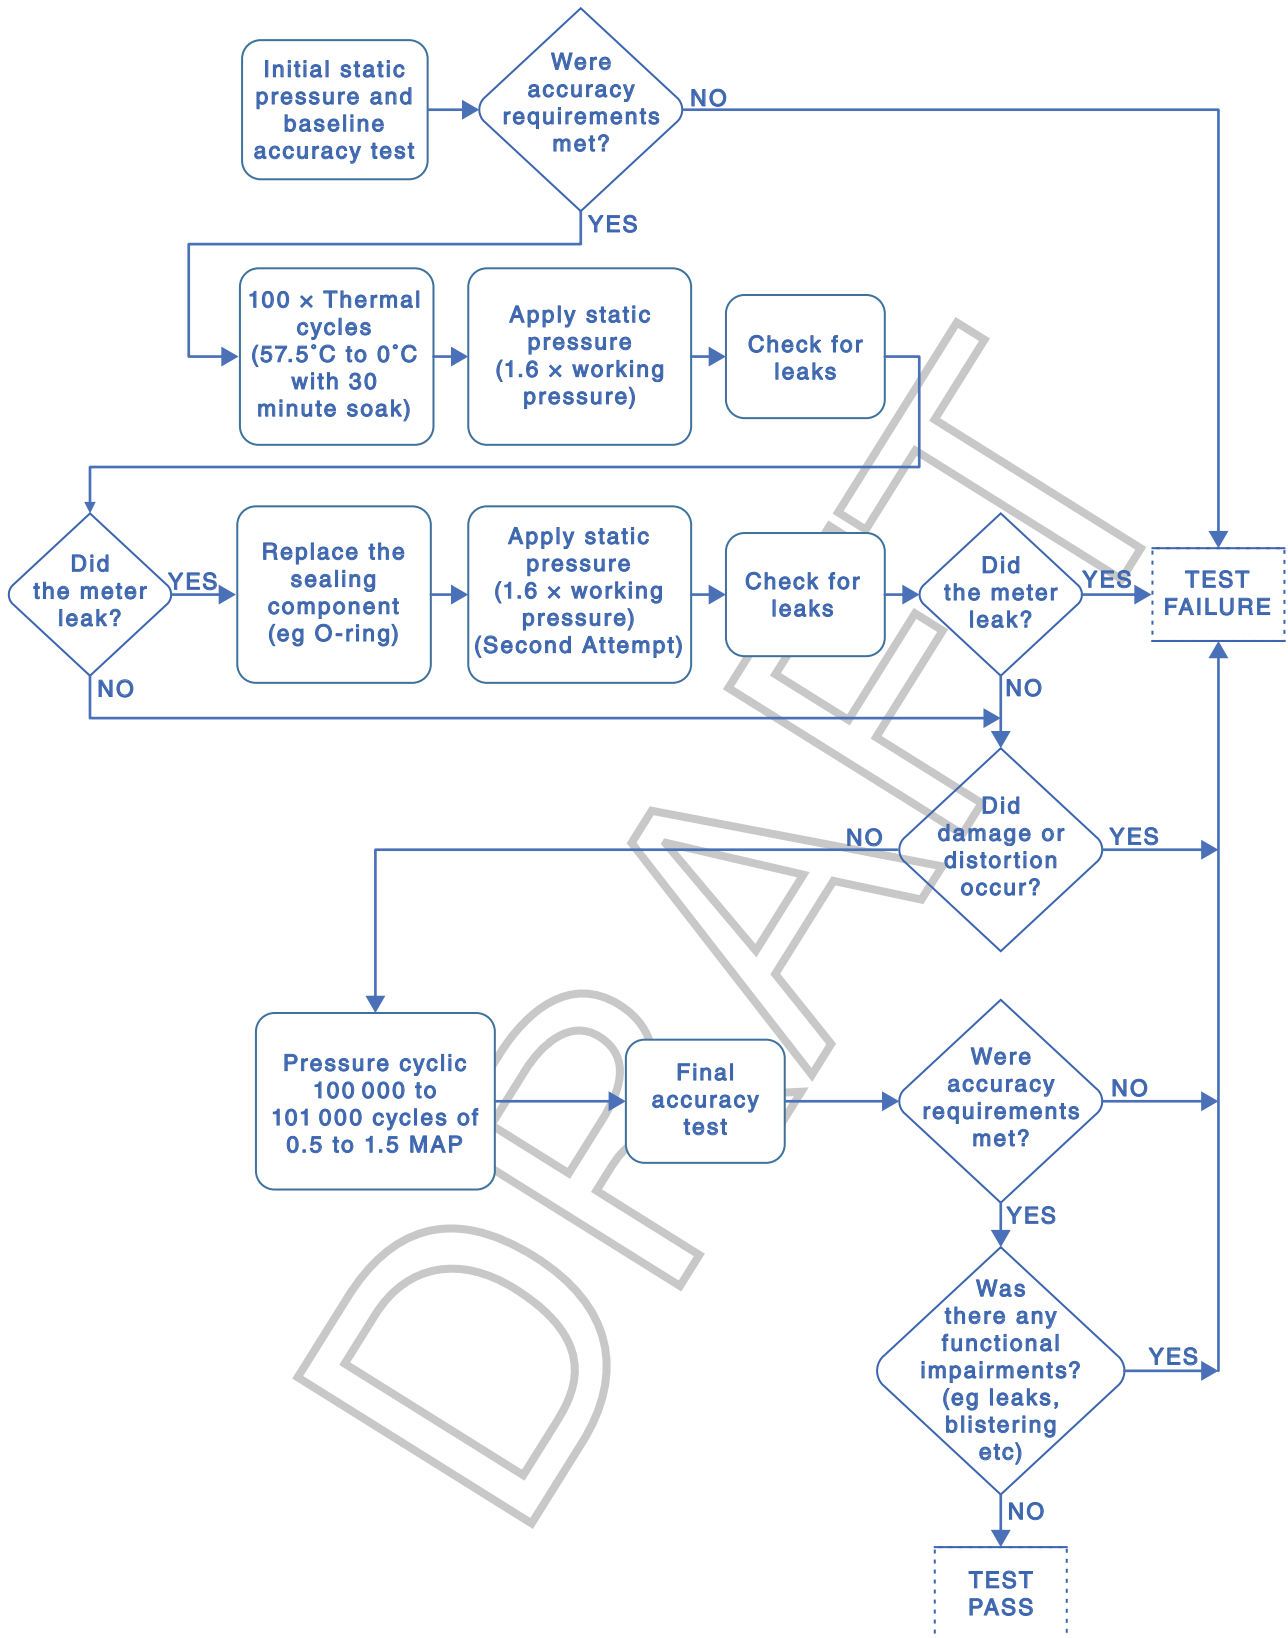 Initial static
pressure and
baseline
accuracy test
Were
accuracy
requirements
met?
NO
YES
100 × Thermal
cycles
(57.5°C to 0°C
with 30
minute soak)
Apply static
pressure
(1.6 × working
pressure)
Check for
leaks
Did
the meter
leak?
YES
NO
Replace the
sealing
component
(eg O-ring)
Apply static
pressure
(1.6 × working
pressure)
(Second Attempt)
Check for
leaks
Did
the meter
leak?
YES
NO
TEST
FAILURE
Did
damage or
distortion
occur?
NO
YES
Pressure cyclic
100 000 to
101 000 cycles of
0.5 to 1.5 MAP
Final
accuracy
test
Were
accuracy
requirements
met?
NO
YES
Was
there any
functional
impairments?
(eg leaks,
blistering
etc)
YES
NO
TEST
PASS
DRAFT